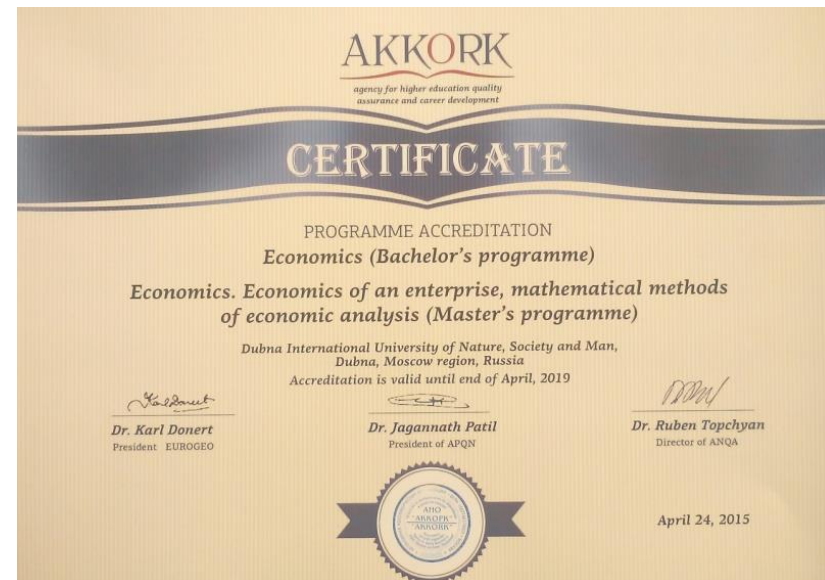 AKKORK
agency for higher education quality
assurance and career development
CERTIFICATE
PROGRAMME ACCREDITATION
Economics (Bachelor's programme)
Economics. Economics of an enterprise, mathematical methods
of economic analysis (Master's programme)
Dubna International University of Nature, Society and Man,
Dubna, Moscow region, Russia
Accreditation is valid until end of April, 2019
Dr. Karl Donert
President EUROGEO
Dr. Jagannath Patil
President of APQN
Dr. Ruben Topchyan
Director of ANQA
АНО
"АККОРК"
"AKKORK"
April 24, 2015